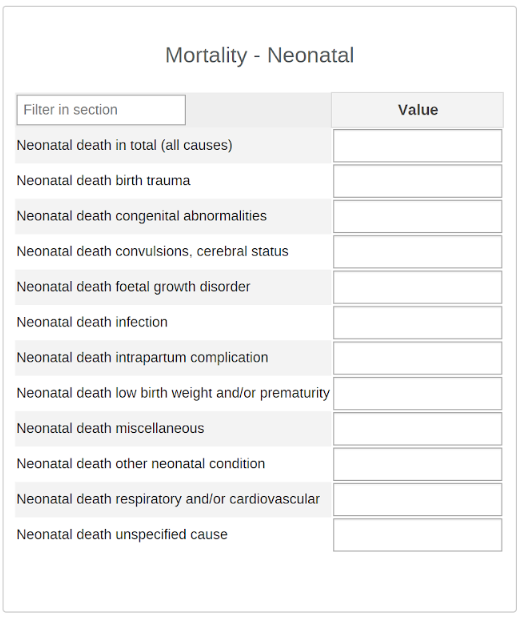 Mortality - Neonatal
Filter in section
Value
Neonatal death in total (all causes)
Neonatal death birth trauma
Neonatal death congenital abnormalities
Neonatal death convulsions, cerebral status
Neonatal death foetal growth disorder
Neonatal death infection
Neonatal death intrapartum complication
Neonatal death low birth weight and/or prematurity
Neonatal death miscellaneous
Neonatal death other neonatal condition
Neonatal death respiratory and/or cardiovascular
Neonatal death unspecified cause